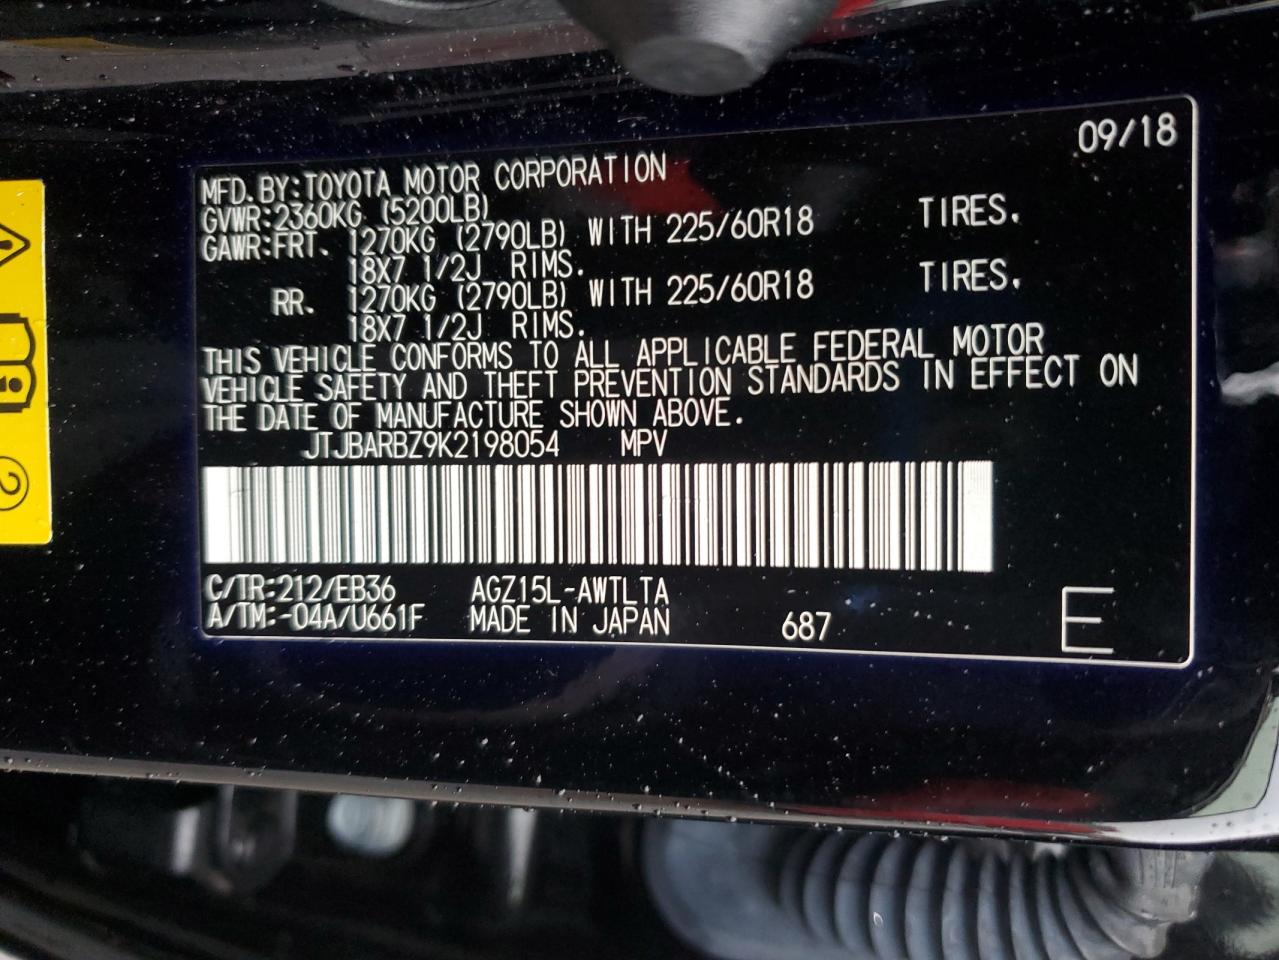 09/18
MFD. BY: TOYOTA MOTOR CORPORATION
GVWR: 2360KG (5200LB)
GAWR: FRT. 1270KG (2790LB) WITH 225/60R18 TIRES.
18X7 1/2J RIMS.
RR. 1270KG (2790LB) WITH 225/60R18 TIRES.
18X7 1/2J RIMS.
THIS VEHICLE CONFORMS TO ALL APPLICABLE FEDERAL MOTOR
VEHICLE SAFETY AND THEFT PREVENTION STANDARDS IN EFFECT ON
THE DATE OF MANUFACTURE SHOWN ABOVE.
JTJBARBZ9K2198054 MPV
C/TR: 212/EB36 AGZ15L-AWTLTA
A/TM: -04A/U661F MADE IN JAPAN 687 E
2